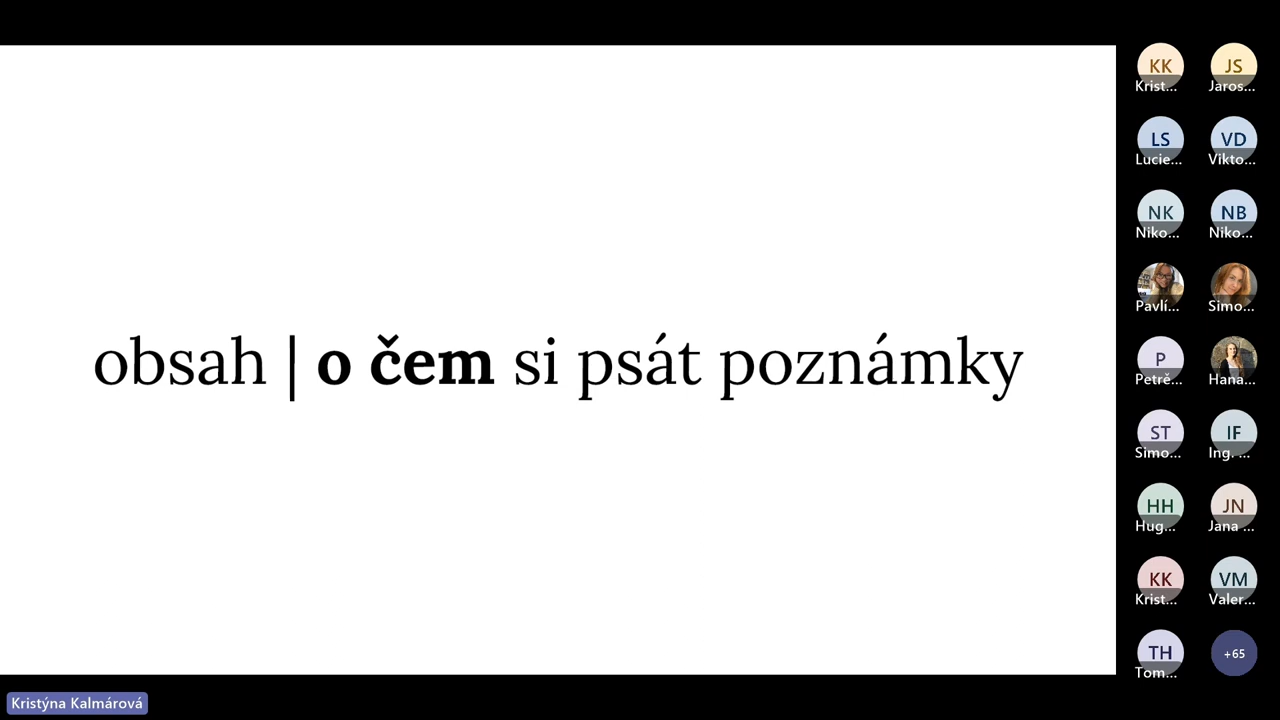 obsah | o čem si psát poznámky
KK
Krist...
JS
Jaros...
LS
Lucie...
VD
Vikto...
NK
Niko...
NB
Niko...
Pavlí...
Simo...
P
Petrě...
Hana...
ST
Simo...
IF
Ing. ...
HH
Hug...
JN
Jana ...
KK
Krist...
VM
Valer...
TH
Tom...
+65
Kristýna Kalmárová